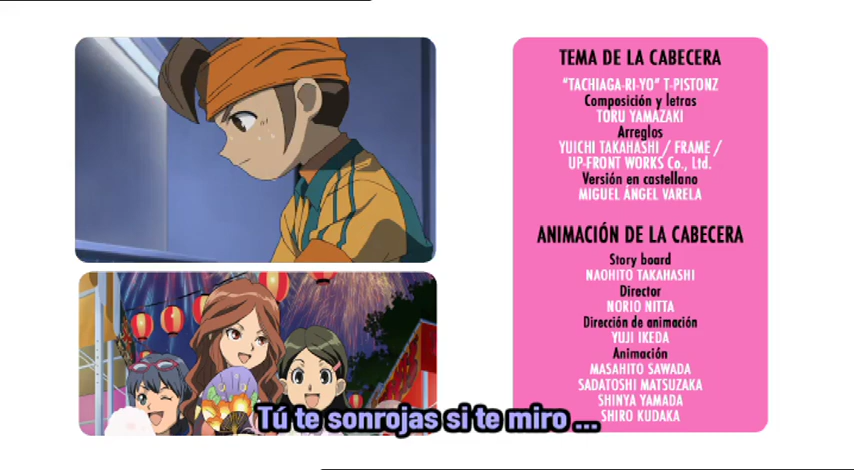 TEMA DE LA CABECERA
“TACHIAGA-RI-YO” T-PISTONZ
Composición y letras
TORU YAMAZAKI
Arreglos
YUICHI TAKAHASHI / FRAME /
UP-FRONT WORKS Co., Ltd.
Versión en castellano
MIGUEL ÁNGEL VARELA
ANIMACIÓN DE LA CABECERA
Story board
NAOHITO TAKAHASHI
Director
NORIO NITTA
Dirección de animación
YUJI IKEDA
Animación
MASAHITO SAWADA
SADATOSHI MATSUZAKA
SHINYA YAMADA
SHIRO KUDAKA
Tú te sonrojas si te miro ...